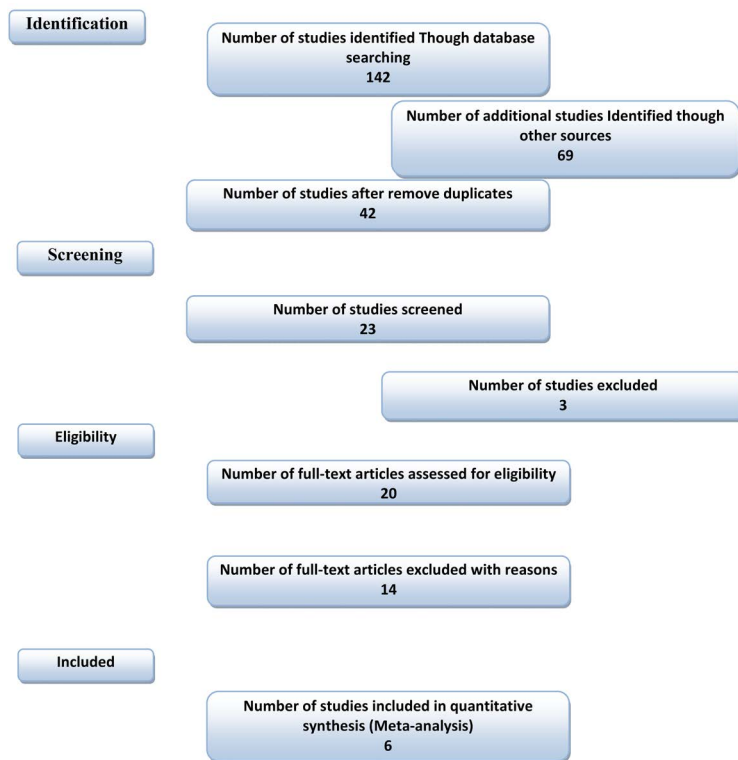 Identification
Number of studies identified Though database
searching
142
Number of additional studies Identified though
other sources
69
Number of studies after remove duplicates
42
Screening
Number of studies screened
23
Number of studies excluded
3
Eligibility
Number of full-text articles assessed for eligibility
20
Number of full-text articles excluded with reasons
14
Included
Number of studies included in quantitative
synthesis (Meta-analysis)
6